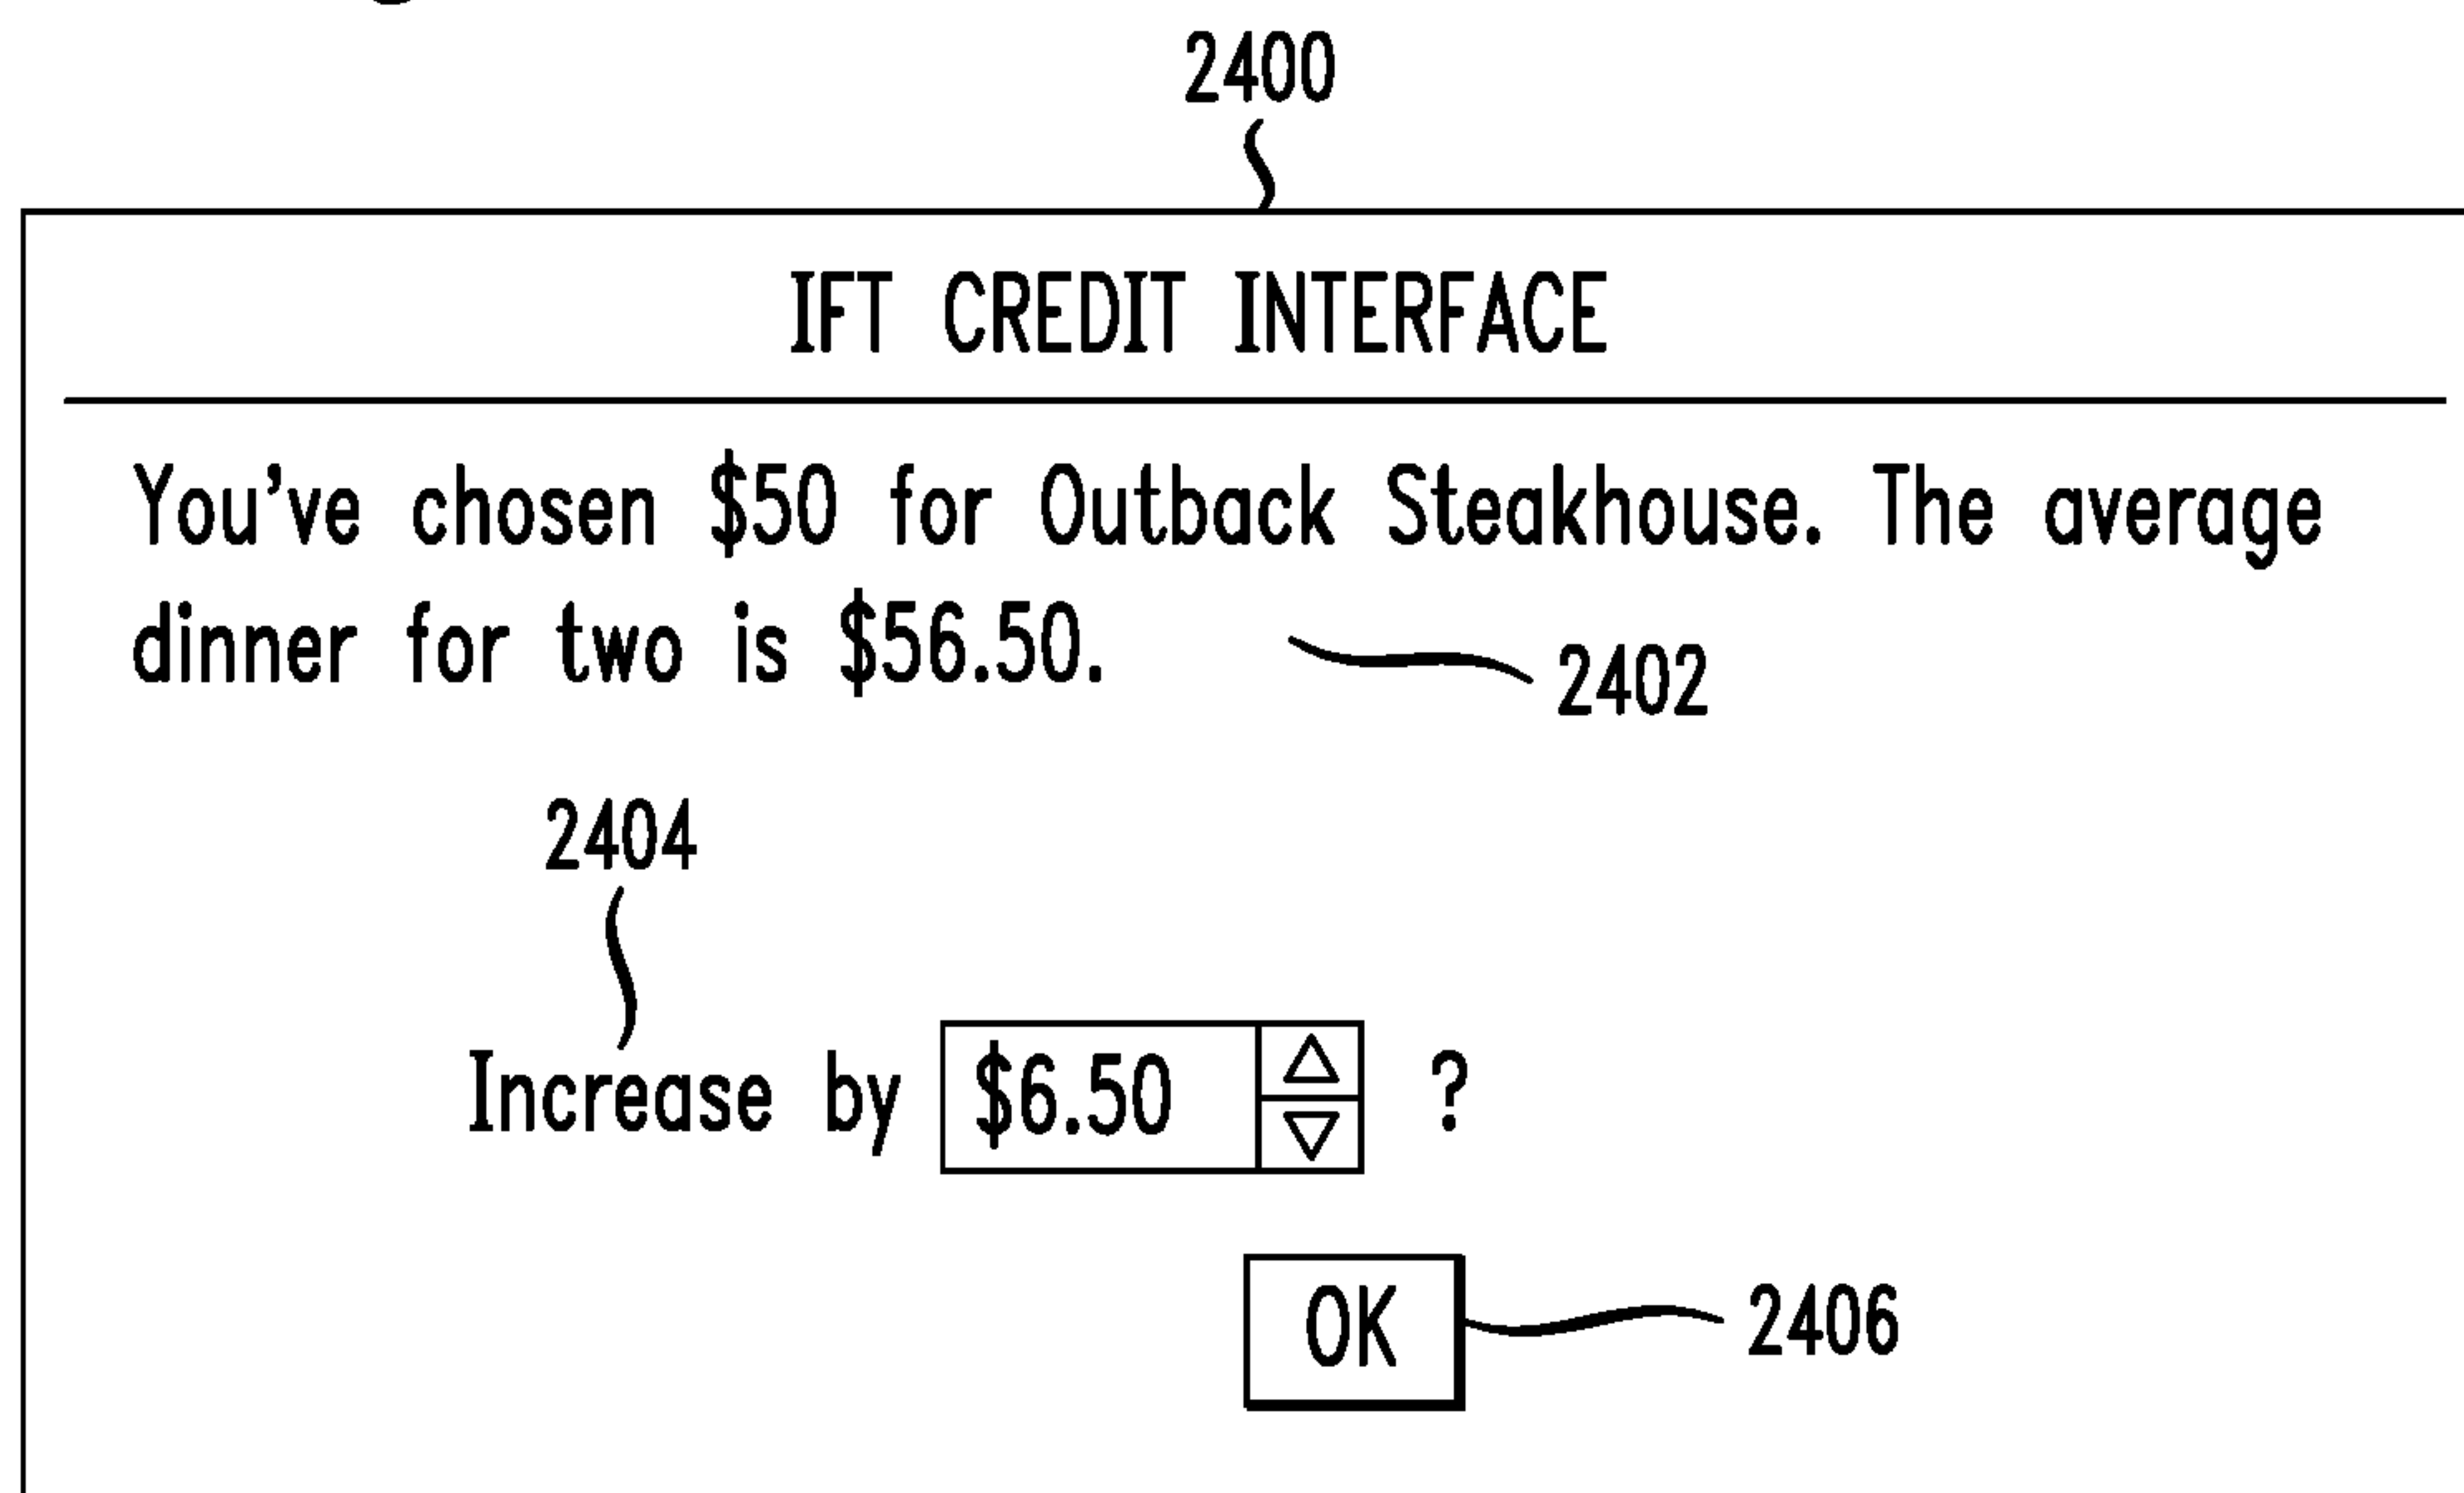 2400
IFT CREDIT INTERFACE
You've chosen $50 for Outback Steakhouse. The average
dinner for two is $56.50.
2402
2404
Increase by $6.50 ?
OK 2406